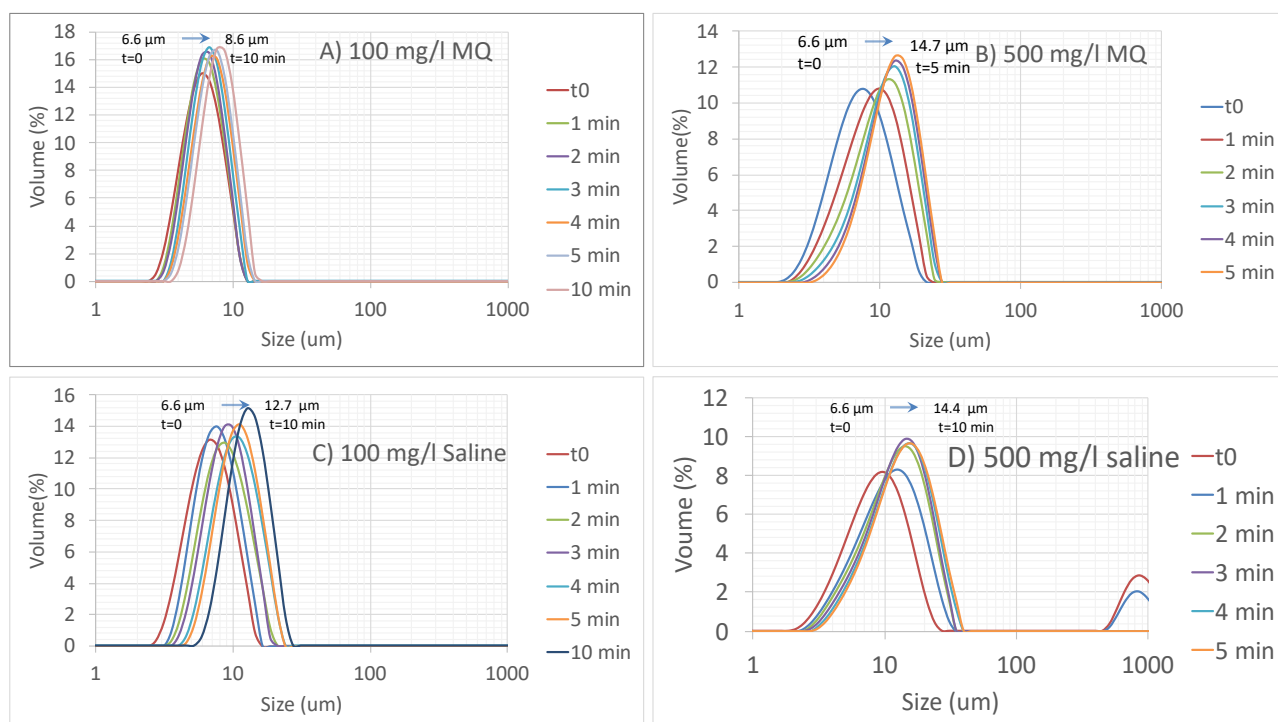 A) 100 mg/l MQ
6.6 µm 8.6 µm
t=0 t=10 min
Volume (%)
18
16
14
12
10
8
6
4
2
0
1 10 100 1000
Size (um)
t0
1 min
2 min
3 min
4 min
5 min
10 min
B) 500 mg/l MQ
6.6 µm 14.7 µm
t=0 t=5 min
Volume(%)
14
12
10
8
6
4
2
0
1 10 100 1000
Size (um)
t0
1 min
2 min
3 min
4 min
5 min
C) 100 mg/l Saline
6.6 µm 12.7 µm
t=0 t=10 min
Volume(%)
16
14
12
10
8
6
4
2
0
1 10 100 1000
Size (um)
t0
1 min
2 min
3 min
4 min
5 min
10 min
D) 500 mg/l saline
6.6 µm 14.4 µm
t=0 t=10 min
Voume (%)
12
10
8
6
4
2
0
1 10 100 1000
Size (um)
t0
1 min
2 min
3 min
4 min
5 min